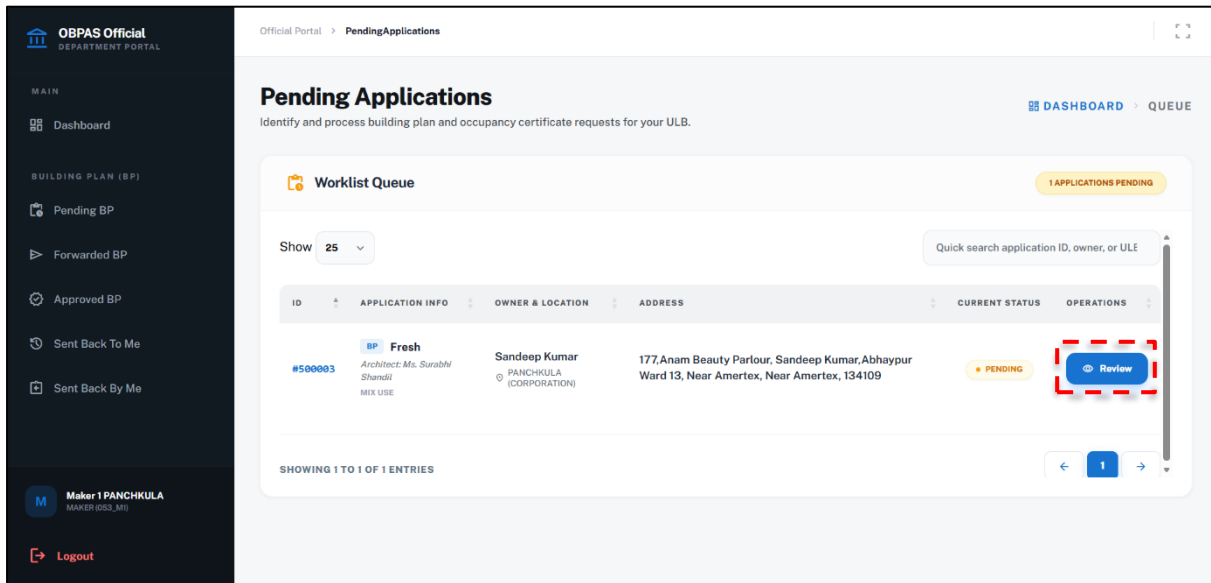 OBPAS Official
DEPARTMENT PORTAL
MAIN
Dashboard
BUILDING PLAN (BP)
Pending BP
Forwarded BP
Approved BP
Sent Back To Me
Sent Back By Me
M
Maker 1 PANCHKULA
MAKER (053_M1)
Logout
Official Portal > PendingApplications
Pending Applications
Identify and process building plan and occupancy certificate requests for your ULB.
DASHBOARD > QUEUE
Worklist Queue
1 APPLICATIONS PENDING
Show 25
Quick search application ID, owner, or ULE
ID APPLICATION INFO OWNER & LOCATION ADDRESS CURRENT STATUS OPERATIONS
#500003
BP Fresh
Architect: Ms. Surabhi
Shandil
MIX USE
Sandeep Kumar
PANCHKULA
(CORPORATION)
177,Anam Beauty Parlour, Sandeep Kumar,Abhaypur
Ward 13, Near Amertex, Near Amertex, 134109
PENDING
Review
SHOWING 1 TO 1 OF 1 ENTRIES
1